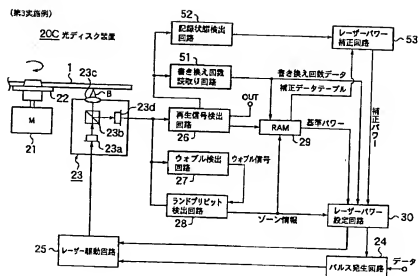 (第3実施例)
20C 光ディスク装置
52
記録状態検出
回路
51
書き換え回数
読取り回路
レーザーパワー
補正回路
53
1
23c
22
B
23d
M
21
23b
23a
23
再生信号検出
回路
26
OUT
RAM
29
書き換え回数データ
補正データテーブル
基準パワー
補正パワー
ウォブル検出
回路
27
ウォブル信号
ランドプリピット
検出回路
28
ゾーン情報
レーザーパワー
設定回路
30
25
レーザー駆動回路
24
パルス発生回路
データ